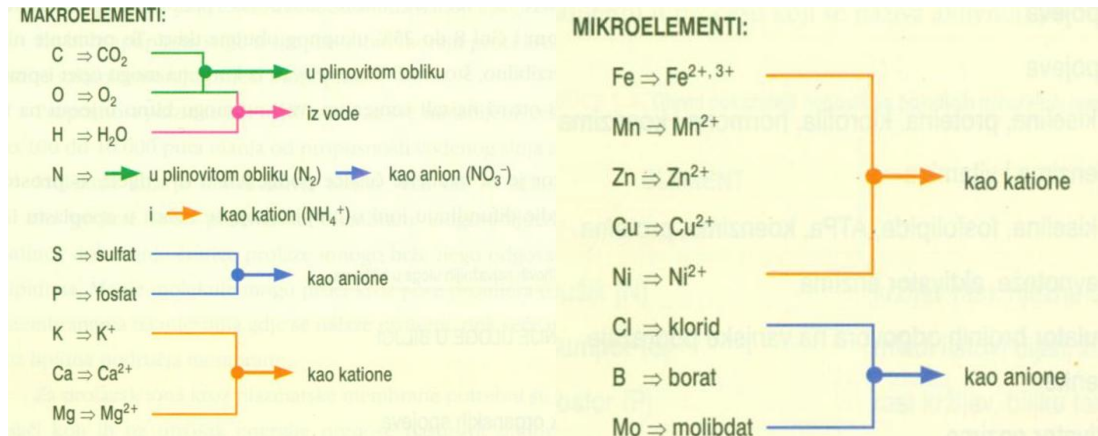 MAKROELEMENTI:
C ⇒ CO₂
u plinovitom obliku
O ⇒ O₂
iz vode
H ⇒ H₂O
N ⇒ u plinovitom obliku (N₂) kao anion (NO₃⁻)
i kao kation (NH₄⁺)
S ⇒ sulfat
kao anione
P ⇒ fosfat
K ⇒ K⁺
Ca ⇒ Ca²⁺
kao katione
Mg ⇒ Mg²⁺
MIKROELEMENTI:
Fe ⇒ Fe²⁺, ³⁺
Mn ⇒ Mn²⁺
Zn ⇒ Zn²⁺
kao katione
Cu ⇒ Cu²⁺
Ni ⇒ Ni²⁺
Cl ⇒ klorid
B ⇒ borat
kao anione
Mo ⇒ molibdat